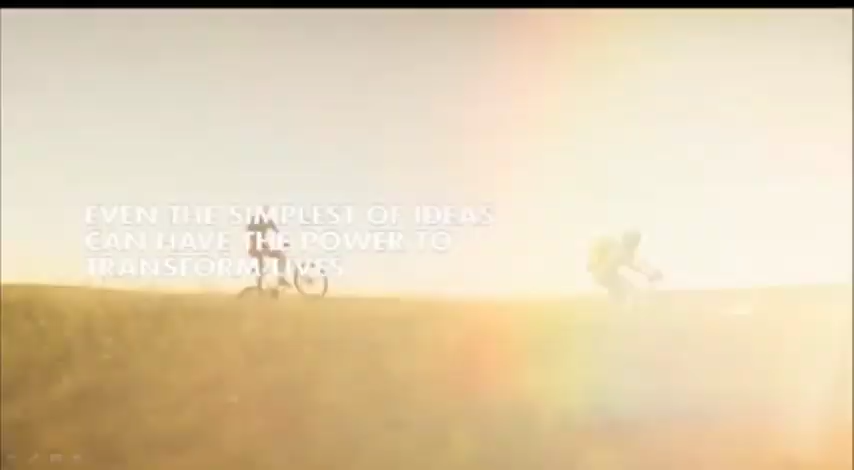 EVEN THE SIMPLEST OF IDEAS
CAN HAVE THE POWER TO
TRANSFORM LIVES